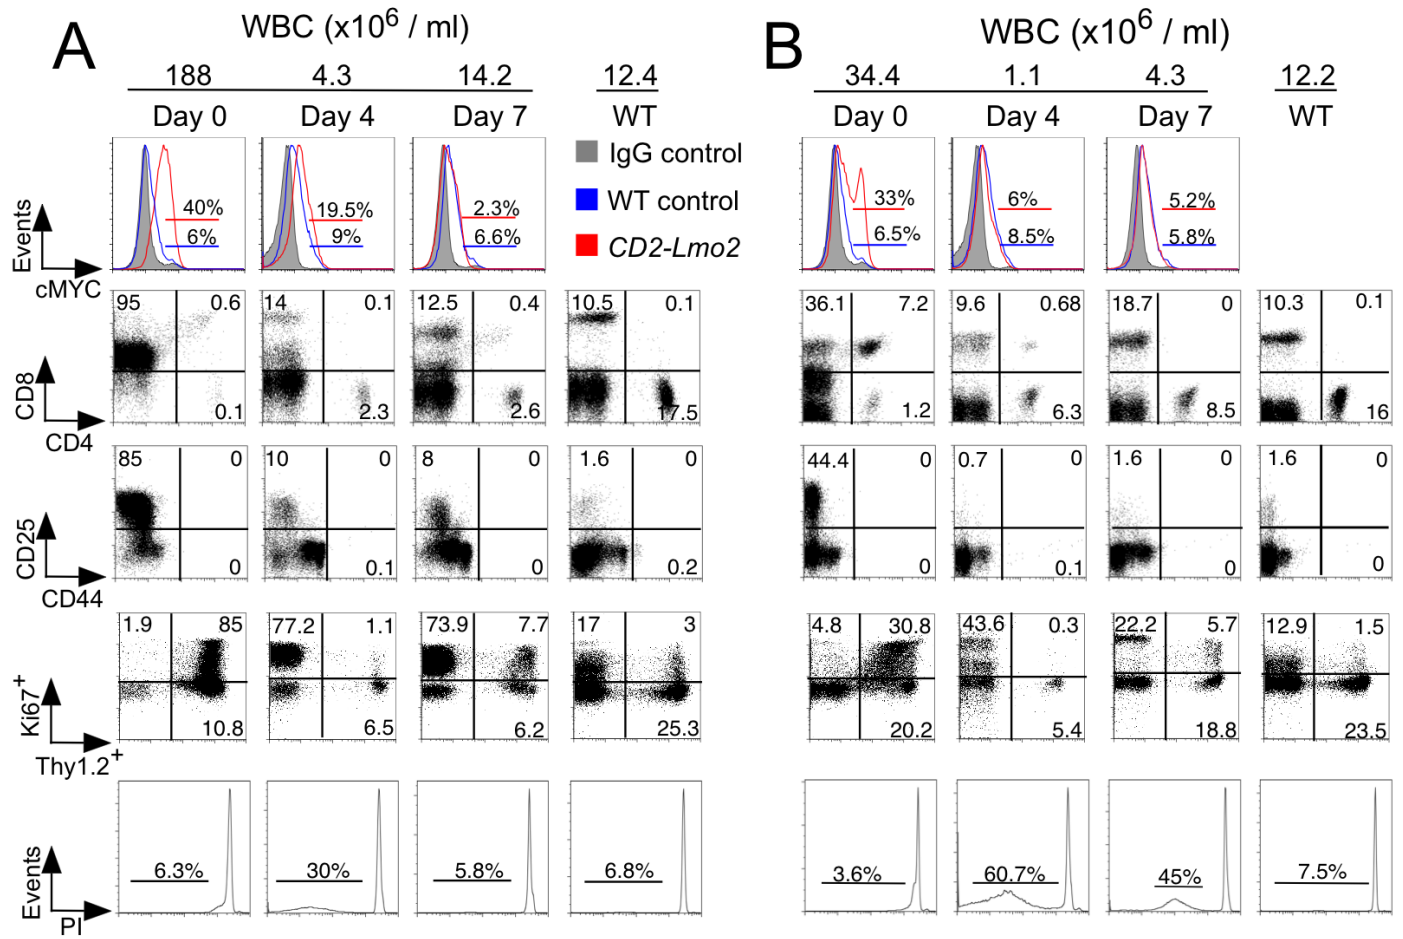 A
WBC (x10⁶ / ml)
188 4.3 14.2 12.4
Day 0 Day 4 Day 7 WT
40% 6%
19.5% 9%
2.3% 6.6%
IgG control
WT control
CD2-Lmo2
Events
cMYC
95 0.6 0.1
14 0.1 2.3
12.5 0.4 2.6
10.5 0.1 17.5
CD8
CD4
85 0 0
10 0 0.1
8 0 0
1.6 0 0.2
CD25
CD44
1.9 85 10.8
77.2 1.1 6.5
73.9 7.7 6.2
17 3 25.3
Ki67⁺
Thy1.2⁺
6.3% 30% 5.8% 6.8%
Events
PI
B
WBC (x10⁶ / ml)
34.4 1.1 4.3 12.2
Day 0 Day 4 Day 7 WT
33% 6.5%
6% 8.5%
5.2% 5.8%
36.1 7.2 1.2
9.6 0.68 6.3
18.7 0 8.5
10.3 0.1 16
44.4 0 0
0.7 0 0.1
1.6 0 0
1.6 0 0
4.8 30.8 20.2
43.6 0.3 5.4
22.2 5.7 18.8
12.9 1.5 23.5
3.6% 60.7% 45% 7.5%